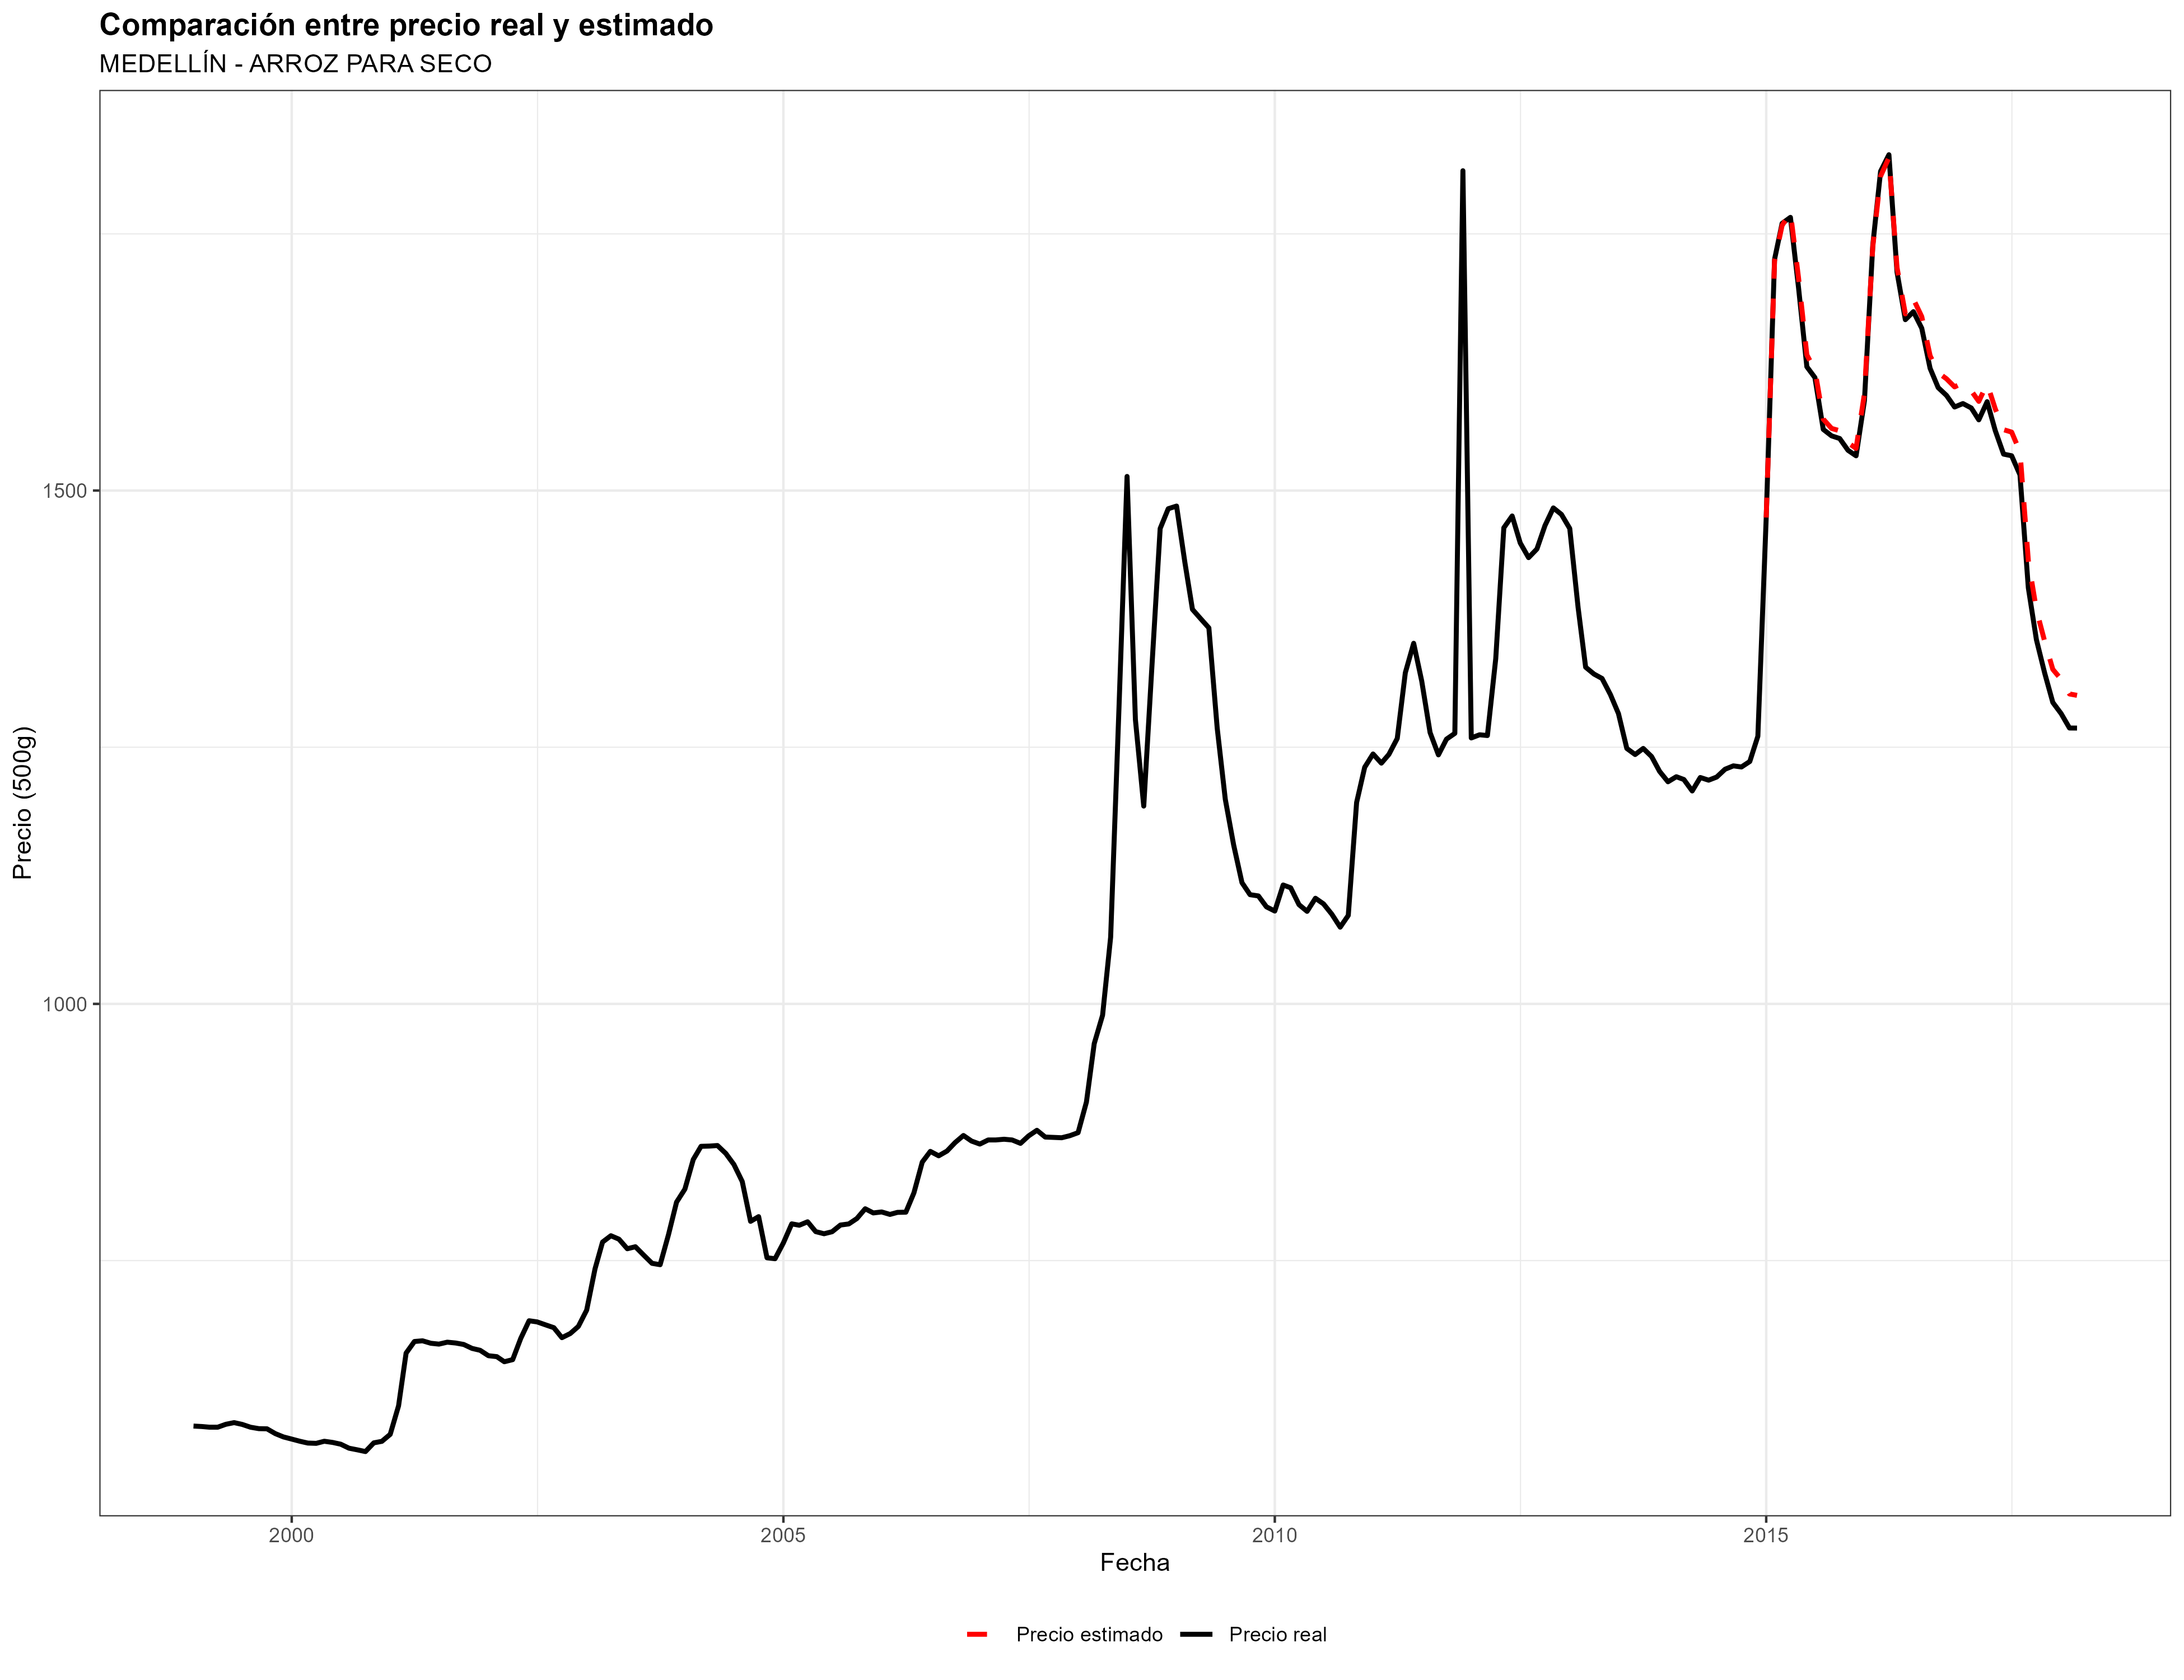 Comparación entre precio real y estimado
MEDELLÍN - ARROZ PARA SECO
Precio (500g)
1500
1000
2000
2005
2010
2015
Fecha
Precio estimado
Precio real